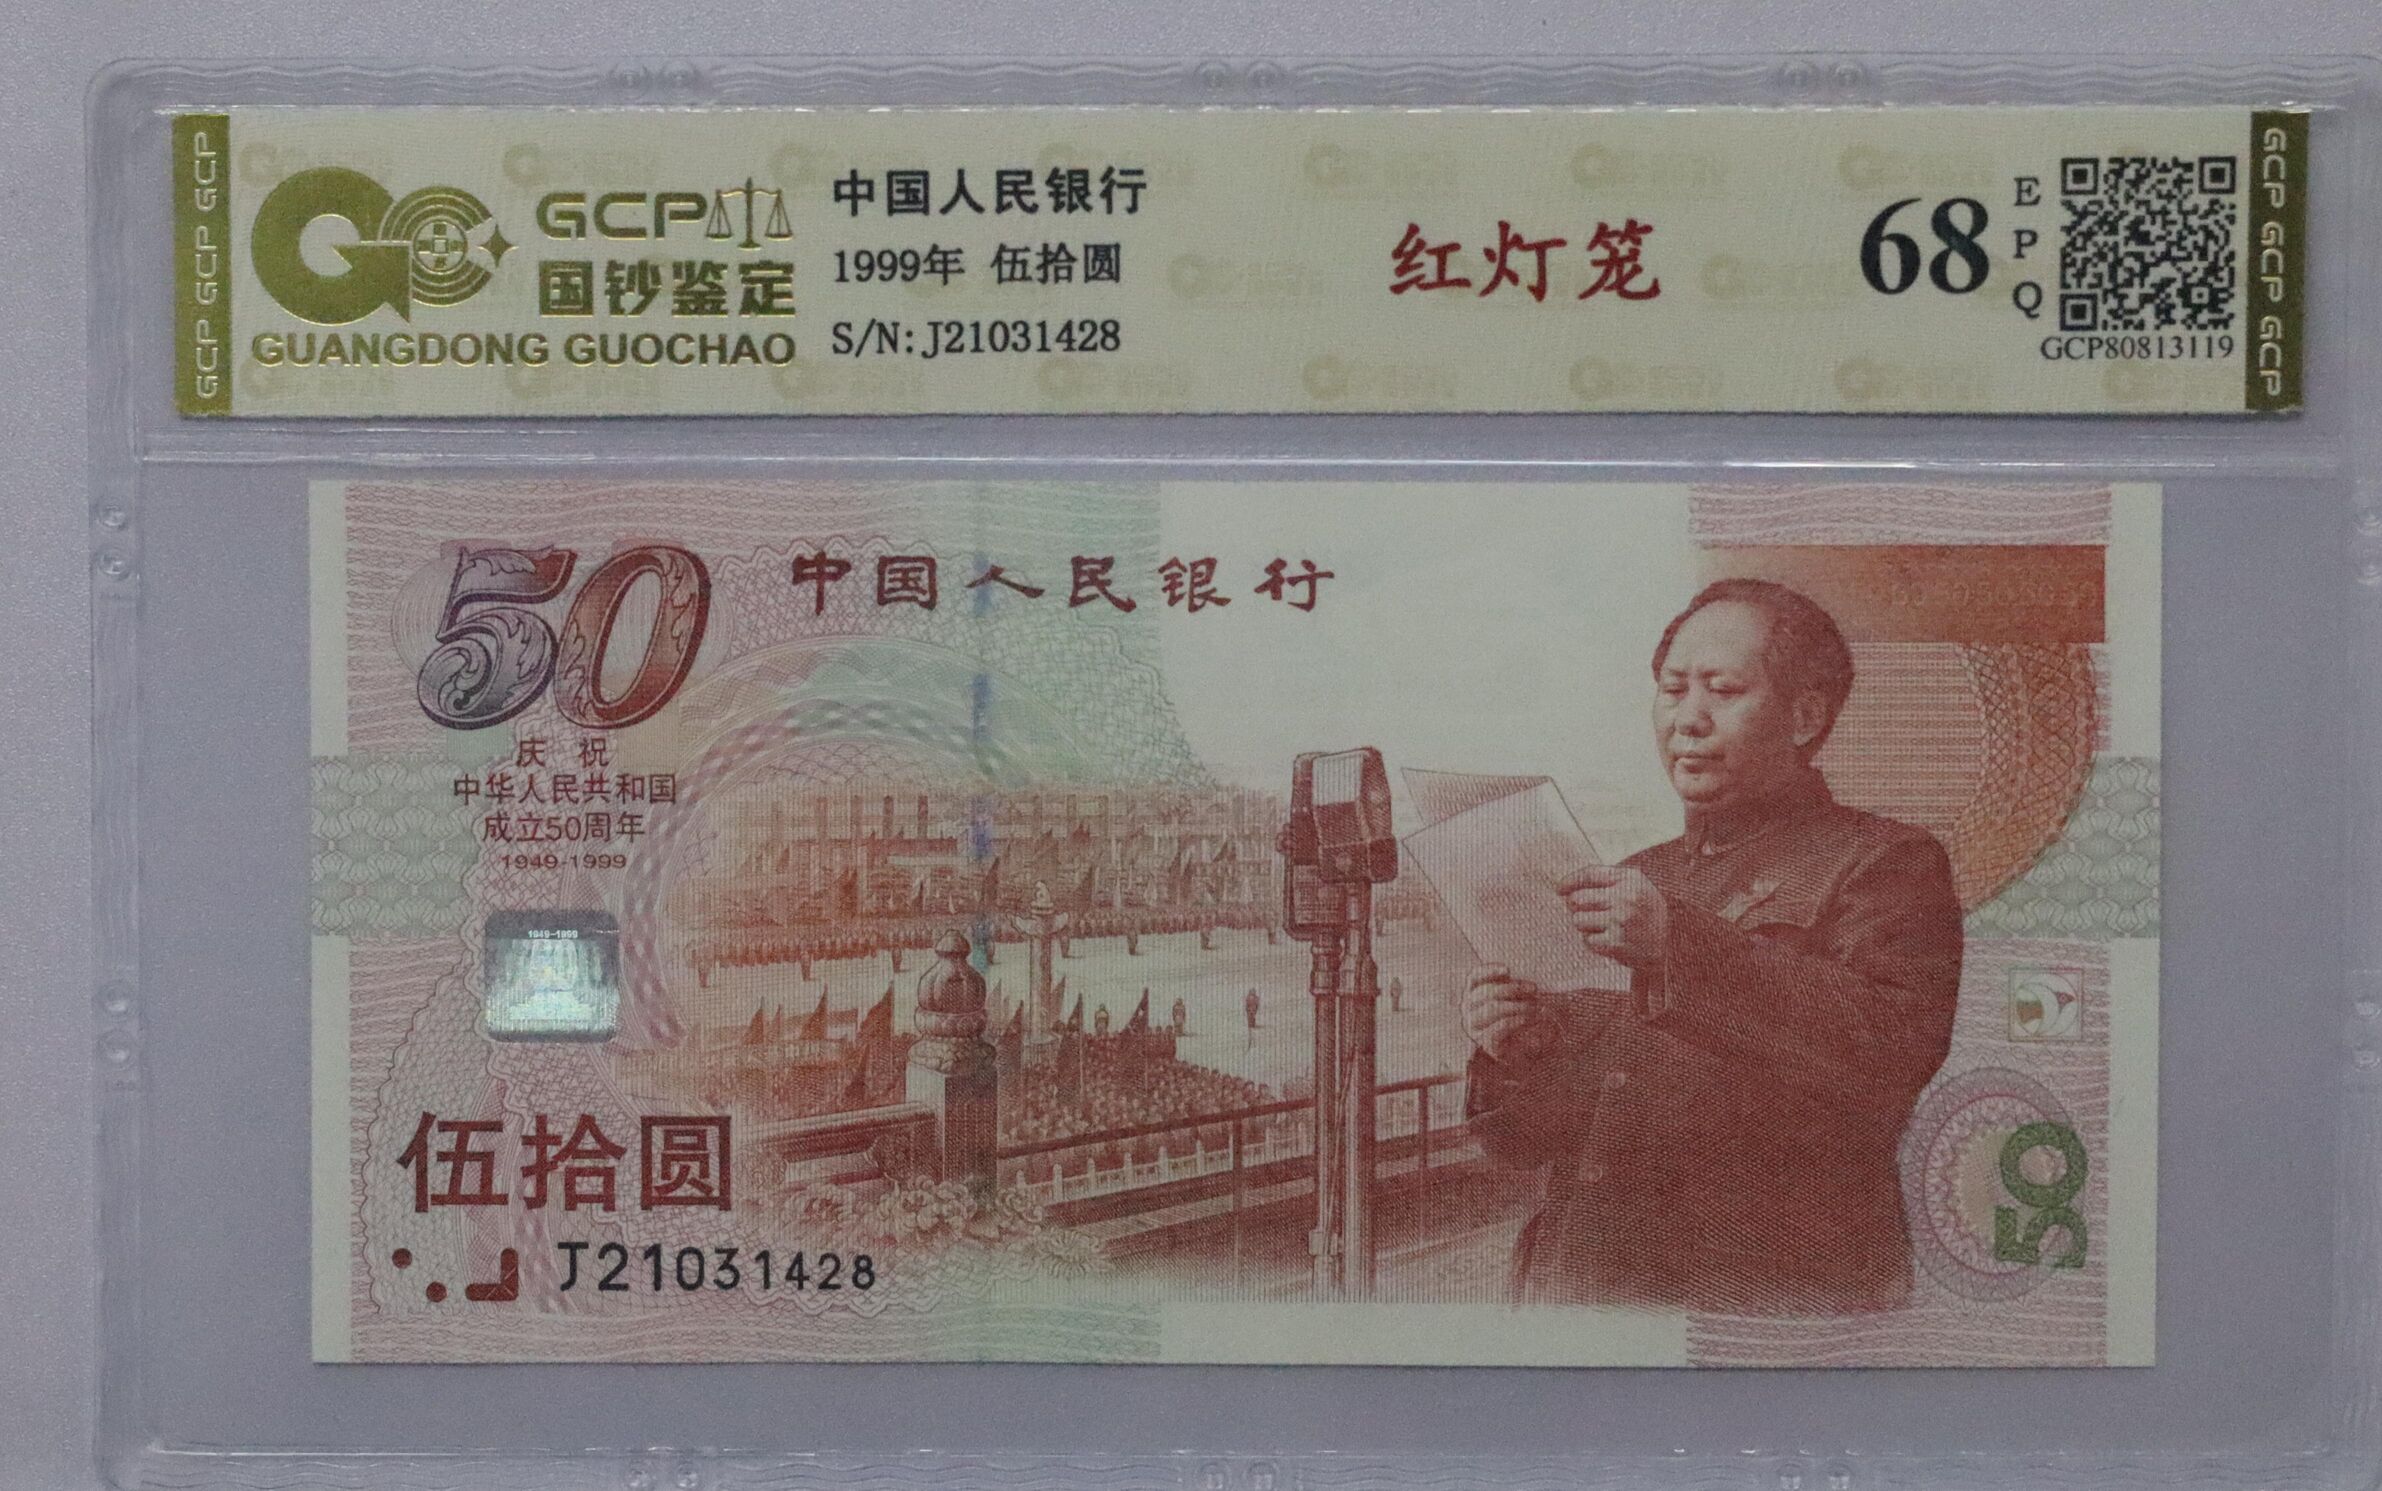 GCP GCP GCP
GCP
国钞鉴定
GUANGDONG GUOCHAO
中国人民银行
1999年 伍拾圆
S/N:J21031428
红灯笼
68
EPQ
GCP80813119
GCP GCP GCP
50
中国人民银行
庆祝
中华人民共和国
成立50周年
1949-1999
1949-1999
伍拾圆
J21031428
50